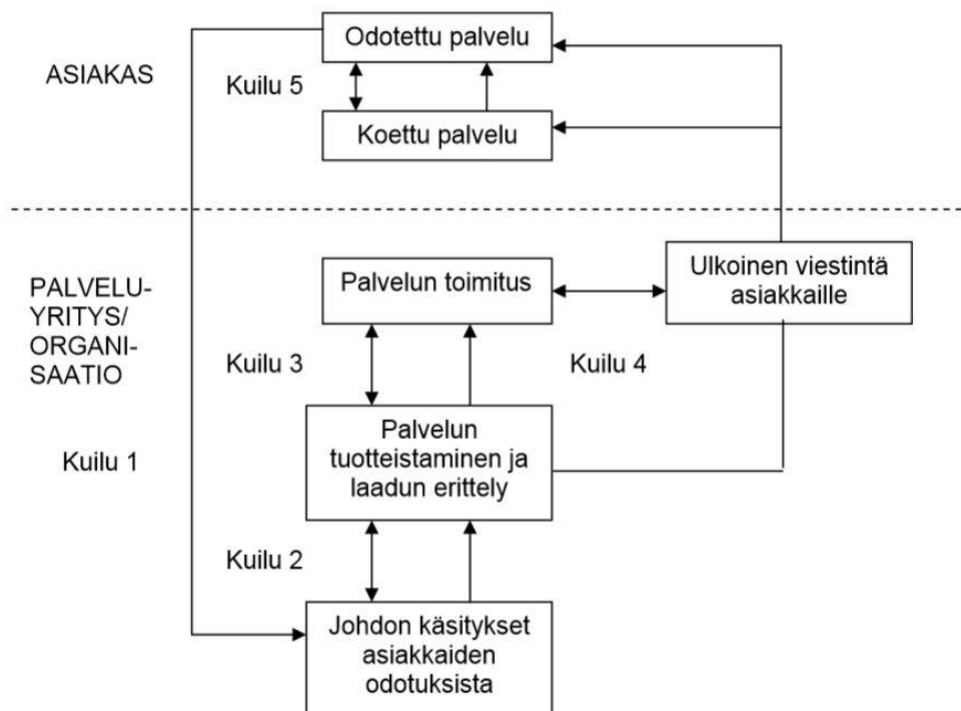 Odotettu palvelu
ASIAKAS
Kuilu 5
Koettu palvelu
Ulkoinen viestintä
asiakkaille
Palvelun toimitus
PALVELU-
YRITYS/
ORGANI-
SAATIO
Kuilu 3
Kuilu 4
Palvelun
tuotteistaminen ja
laadun erittely
Kuilu 1
Kuilu 2
Johdon käsitykset
asiakkaiden
odotuksista